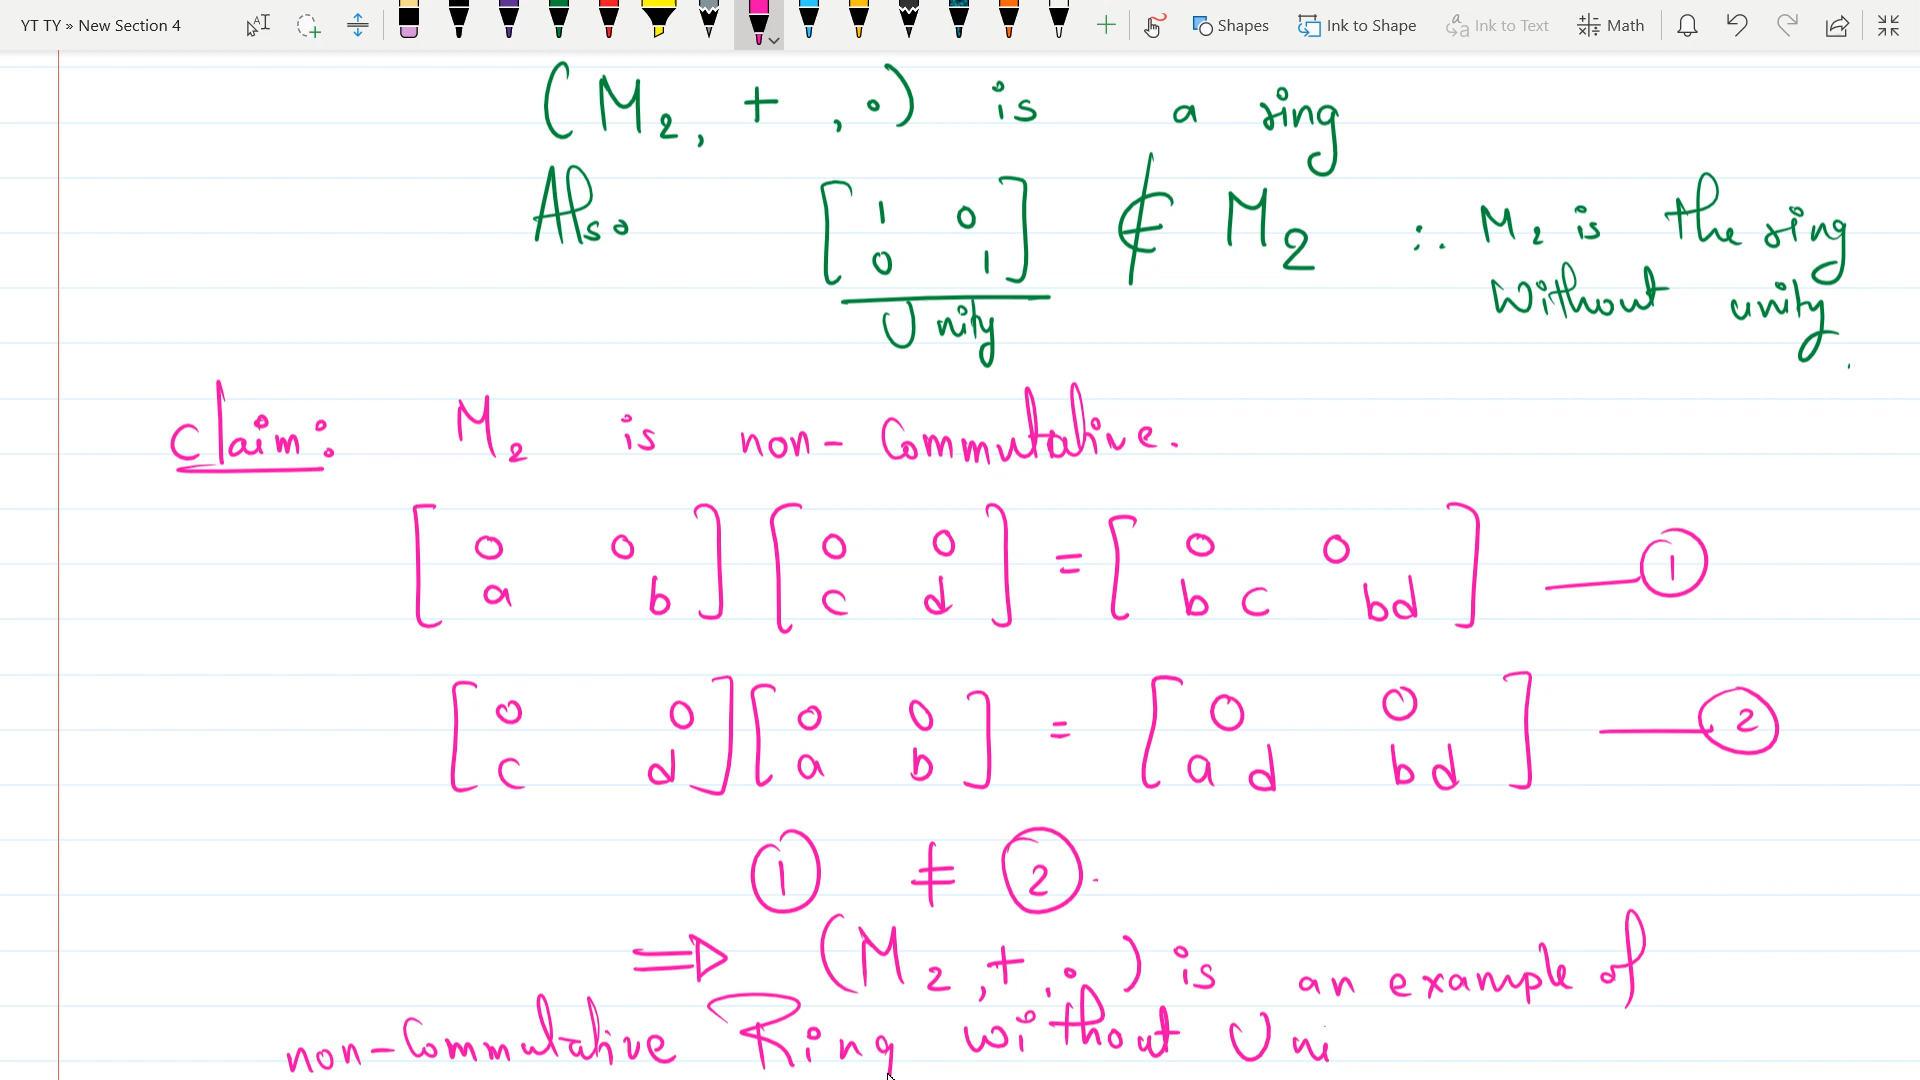 YT TY » New Section 4 Shapes Ink to Shape Ink to Text Math
(M₂, +, ·) is a ring
Also [1 0; 0 1] ∉ M₂ ∴ M₂ is the ring
Unity without unity.
Claim: M₂ is non-Commutative.
[0 0; a b] [0 0; c d] = [0 0; bc bd] — ①
[0 0; c d] [0 0; a b] = [0 0; ad bd] — ②
① ≠ ②.
⇒ (M₂, +, ·) is an example of
non-Commutative Ring without Uni